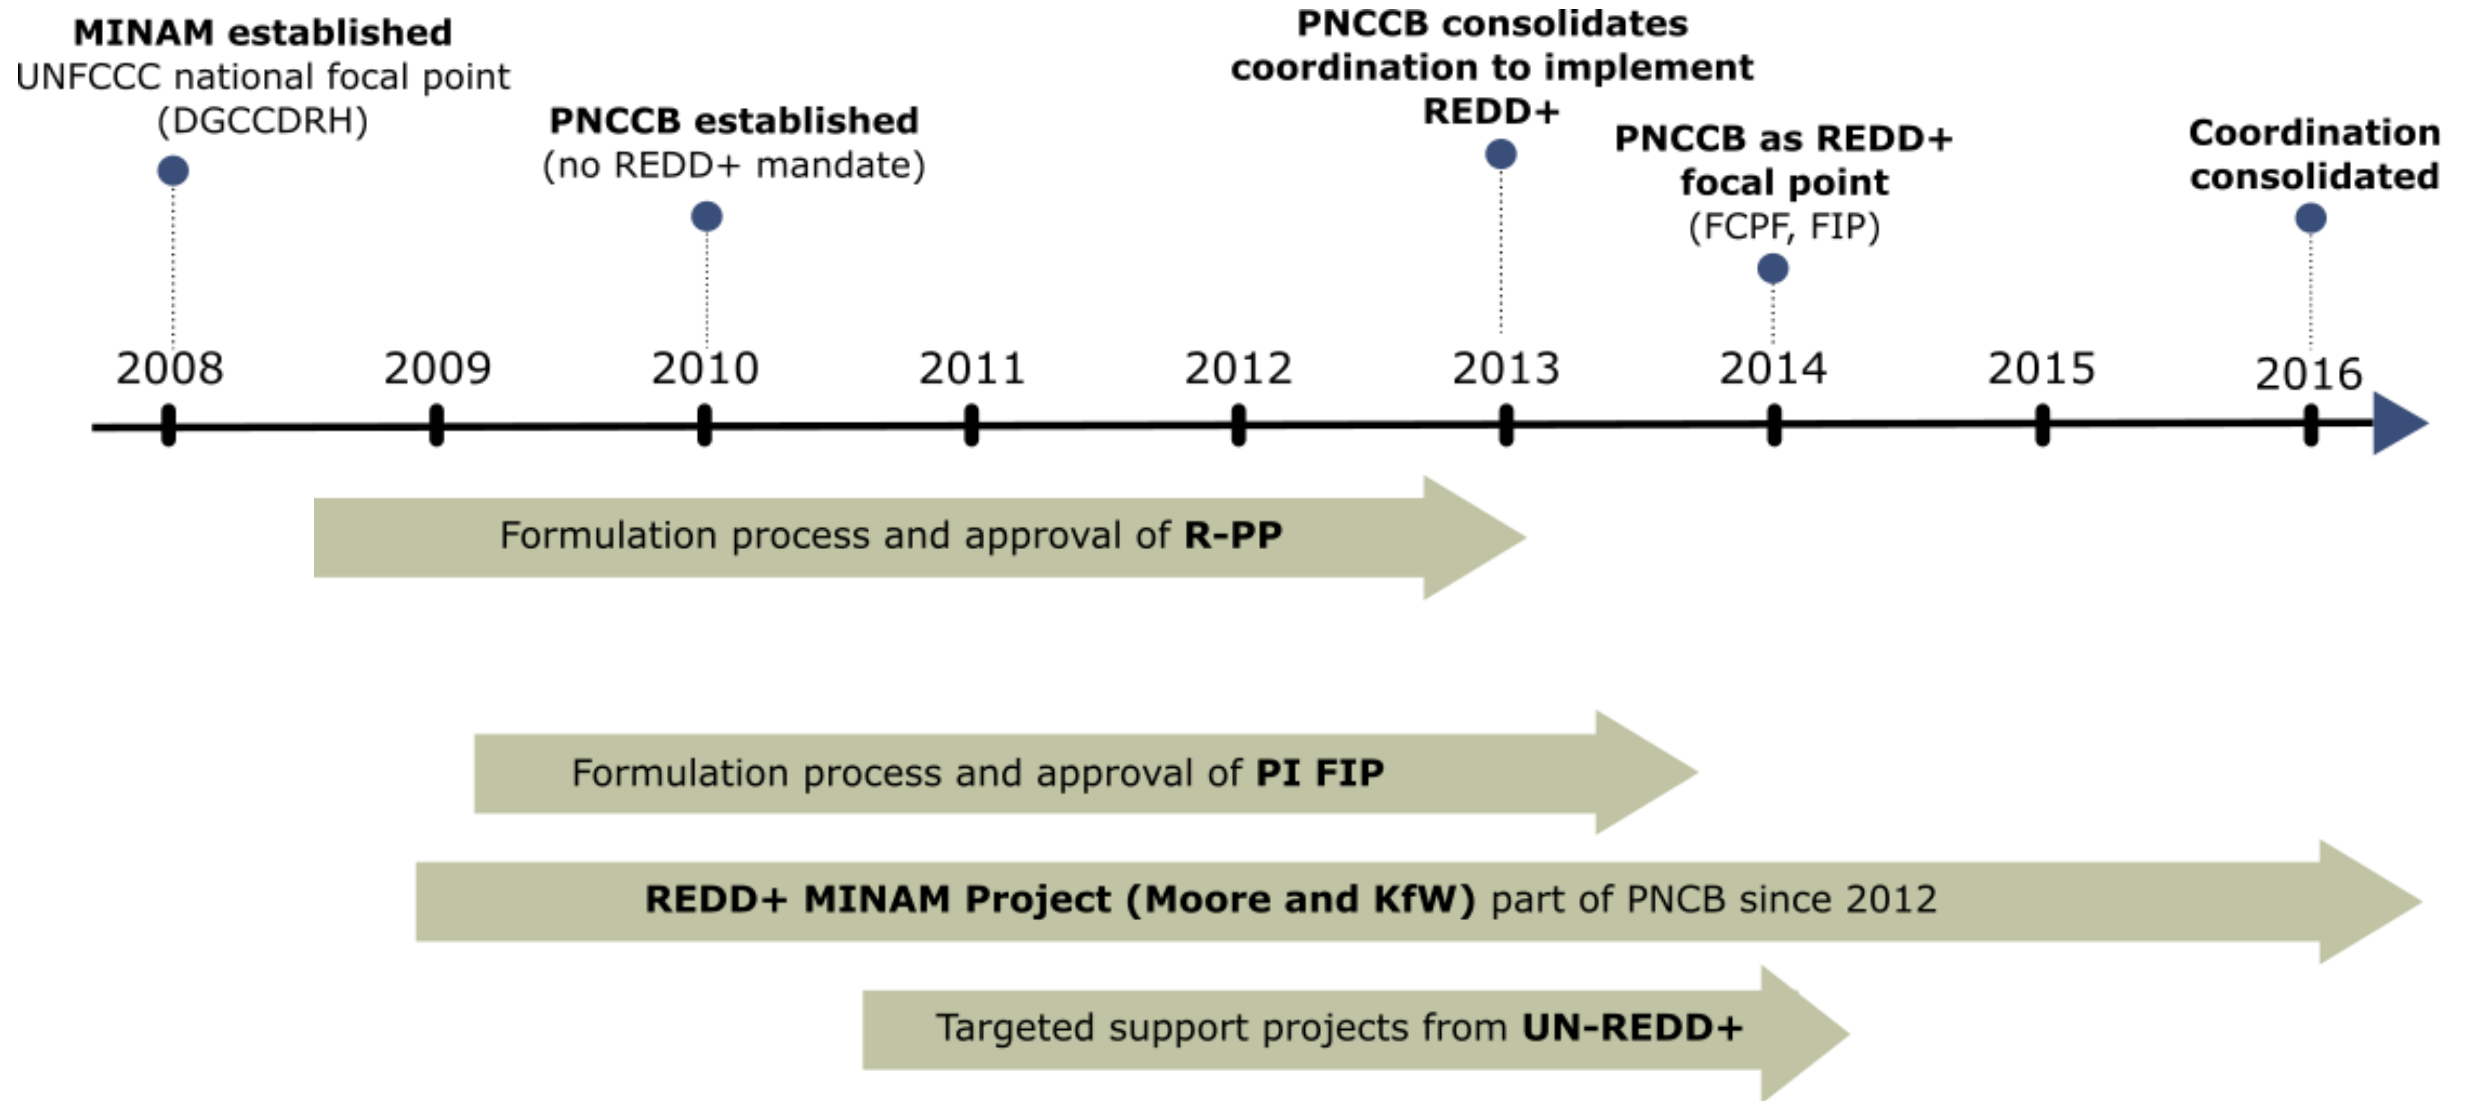 MINAM established
UNFCCC national focal point
(DGCCDRH)
PNCCB established
(no REDD+ mandate)
PNCCB consolidates
coordination to implement
REDD+
PNCCB as REDD+
focal point
(FCPF, FIP)
Coordination
consolidated
2008 2009 2010 2011 2012 2013 2014 2015 2016
Formulation process and approval of R-PP
Formulation process and approval of PI FIP
REDD+ MINAM Project (Moore and KfW) part of PNCB since 2012
Targeted support projects from UN-REDD+